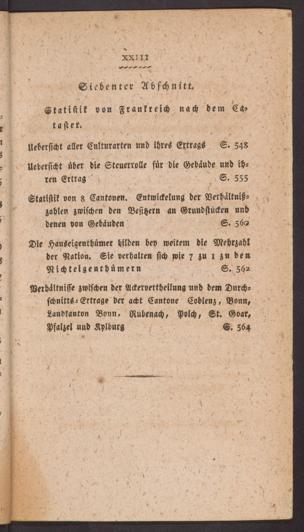 XXIII
Siebenter Abschnitt.
Statistik von Frankreich nach dem Ca-
taster.
Uebersicht aller Culturarten und ihres Ertrags S. 548
Uebersicht über die Steuerrolle für die Gebäude und ih-
ren Ertrag S. 555
Statistik von 8 Cantonen. Entwickelung der Verhältniß-
zahlen zwischen den Besitzern an Grundstücken und
denen von Gebäuden S. 560
Die Hauseigenthümer bilden bey weitem die Mehrzahl
der Nation. Sie verhalten sich wie 7 zu 1 zu den
Nichteigenthümern S. 562
Verhältnisse zwischen der Ackervertheilung und dem Durch-
schnitts-Ertrage der acht Cantone Coblenz, Bonn,
Landkanton Bonn, Rübenach, Polch, St. Goar,
Pfalzel und Kylburg S. 564